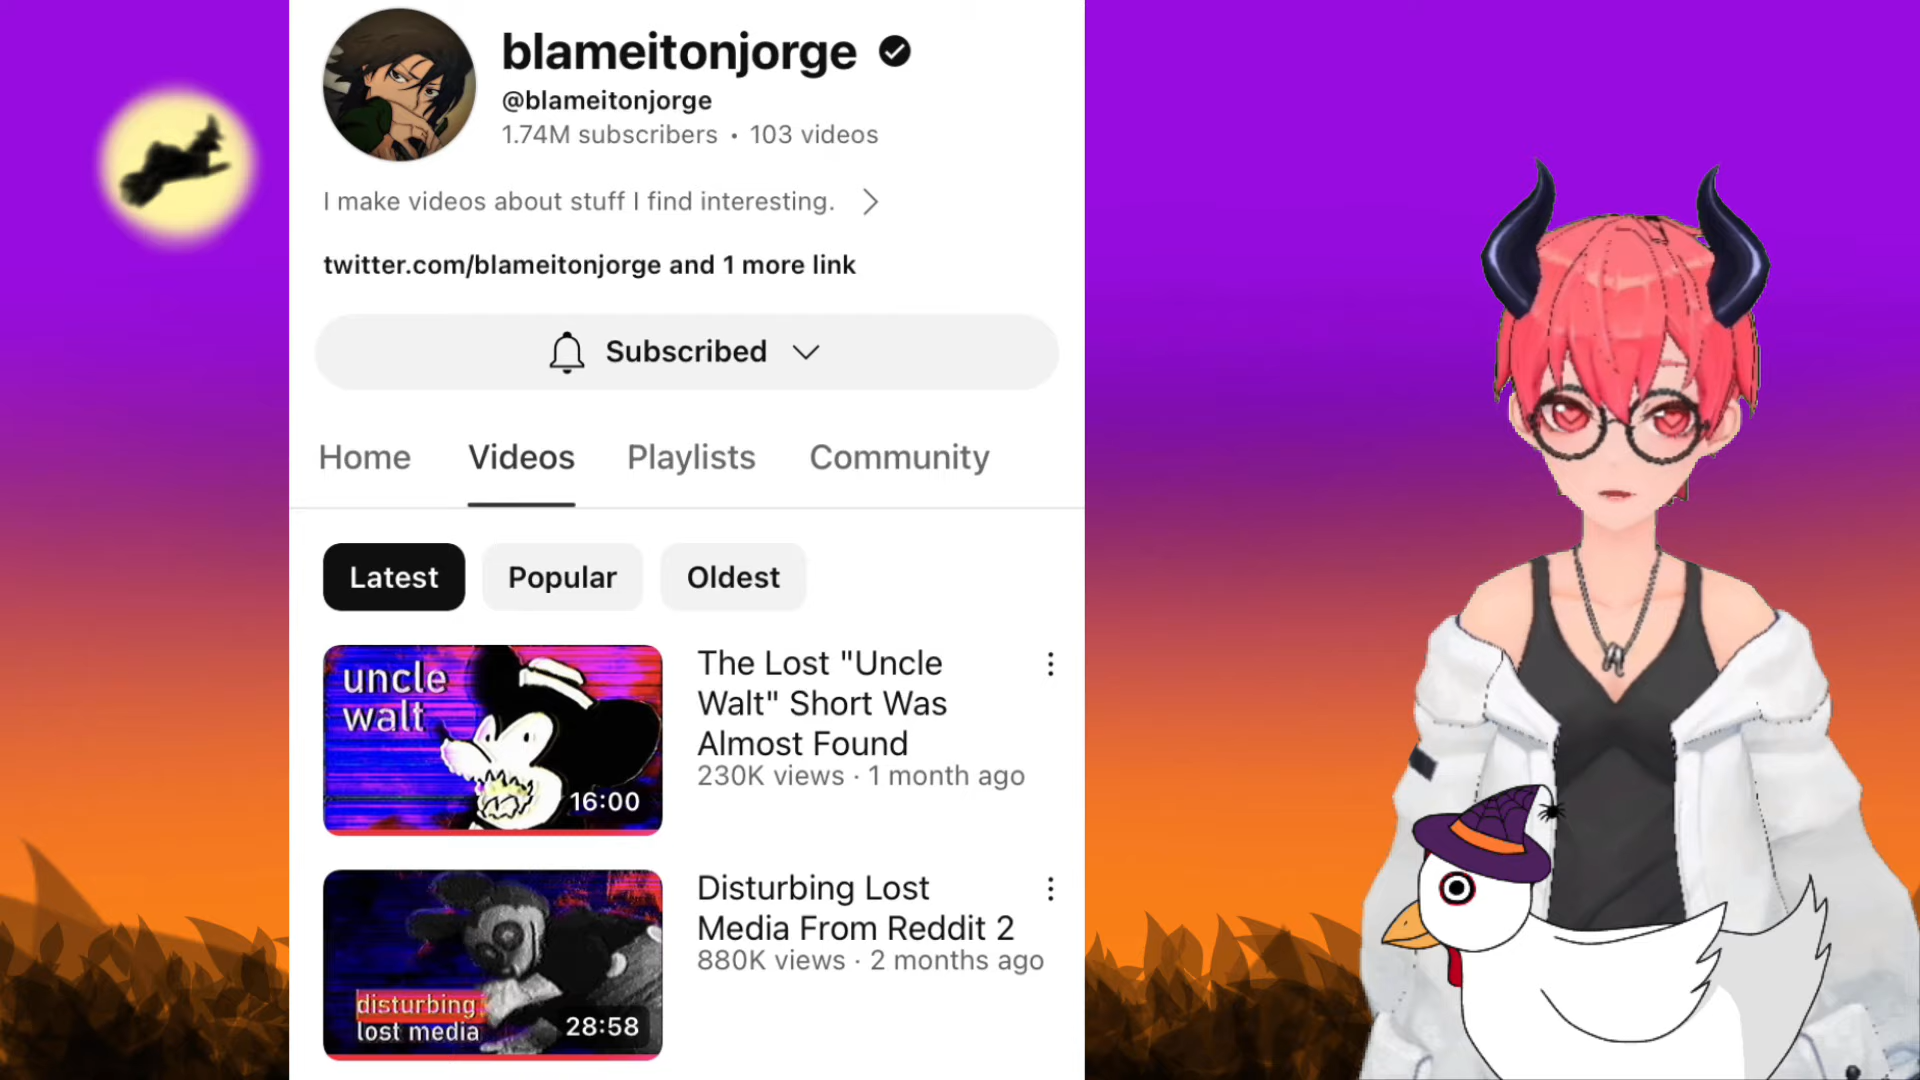 blameitonjorge
@blameitonjorge
1.74M subscribers • 103 videos
I make videos about stuff I find interesting.
twitter.com/blameitonjorge and 1 more link
Subscribed
Home Videos Playlists Community
Latest Popular Oldest
uncle
walt
16:00
The Lost "Uncle
Walt" Short Was
Almost Found
230K views · 1 month ago
disturbing
lost media
28:58
Disturbing Lost
Media From Reddit 2
880K views · 2 months ago